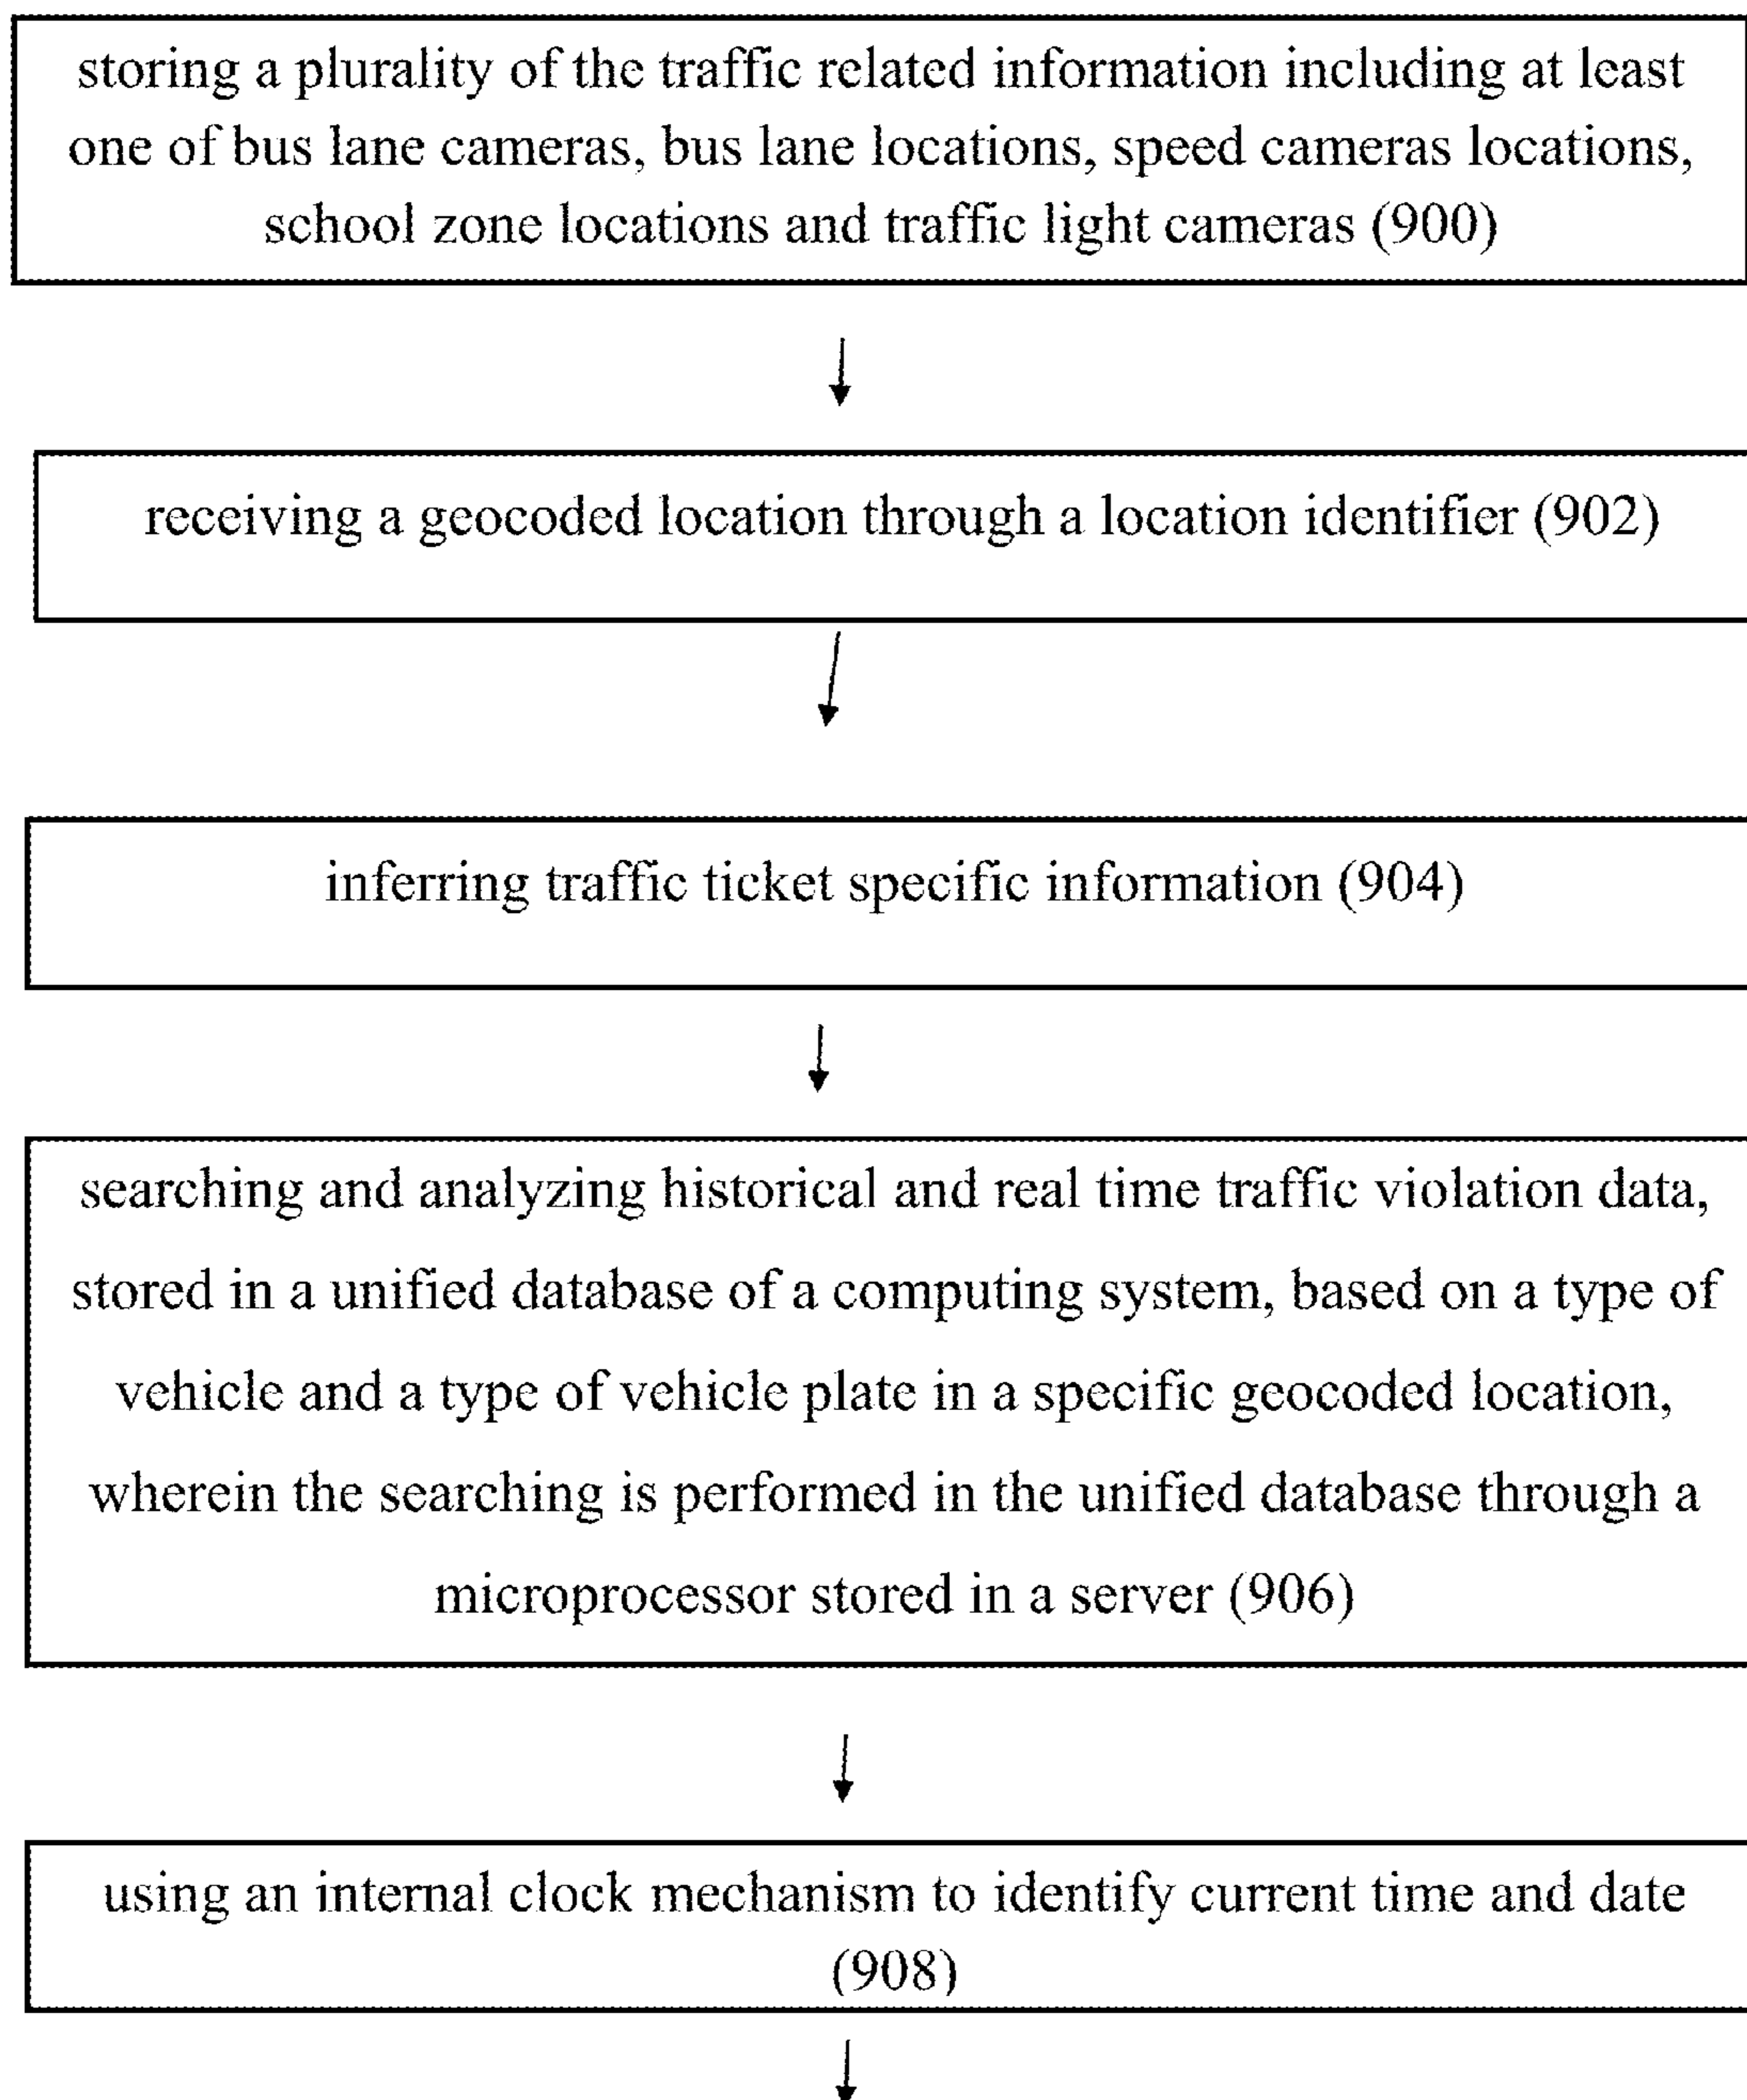 storing a plurality of the traffic related information including at least
one of bus lane cameras, bus lane locations, speed cameras locations,
school zone locations and traffic light cameras (900)
receiving a geocoded location through a location identifier (902)
inferring traffic ticket specific information (904)
searching and analyzing historical and real time traffic violation data,
stored in a unified database of a computing system, based on a type of
vehicle and a type of vehicle plate in a specific geocoded location,
wherein the searching is performed in the unified database through a
microprocessor stored in a server (906)
using an internal clock mechanism to identify current time and date
(908)